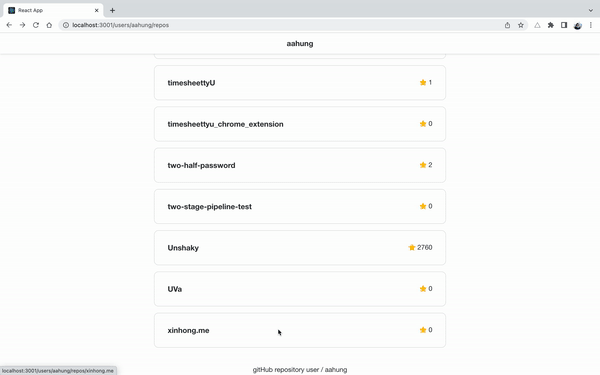 React App
localhost:3001/users/aahung/repos
aahung
timesheettyU 1
timesheettyu_chrome_extension 0
two-half-password 2
two-stage-pipeline-test 0
Unshaky 2760
UVa 0
xinhong.me 0
gitHub repository user / aahung
localhost:3001/users/aahung/repos/xinhong.me